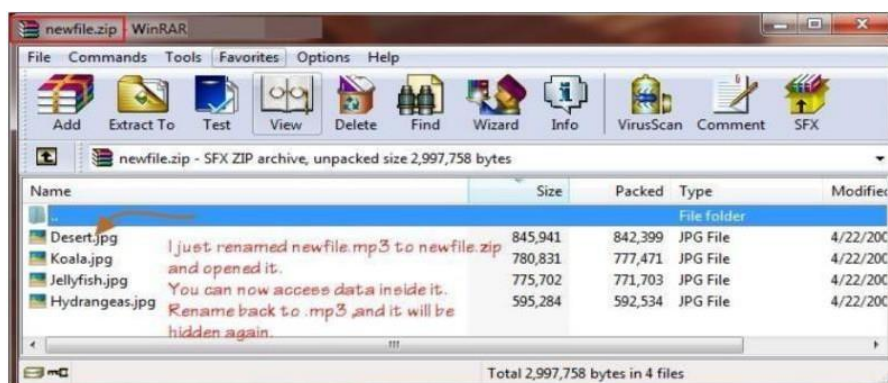 newfile.zip - WinRAR
File Commands Tools Favorites Options Help
Add Extract To Test View Delete Find Wizard Info VirusScan Comment SFX
newfile.zip - SFX ZIP archive, unpacked size 2,997,758 bytes
Name Size Packed Type Modified
.. File folder
Desert.jpg 845,941 842,399 JPG File 4/22/200
Koala.jpg 780,831 777,471 JPG File 4/22/200
Jellyfish.jpg 775,702 771,703 JPG File 4/22/200
Hydrangeas.jpg 595,284 592,534 JPG File 4/22/200
I just renamed newfile.mp3 to newfile.zip
and opened it.
You can now access data inside it.
Rename back to .mp3 ,and it will be
hidden again.
Total 2,997,758 bytes in 4 files